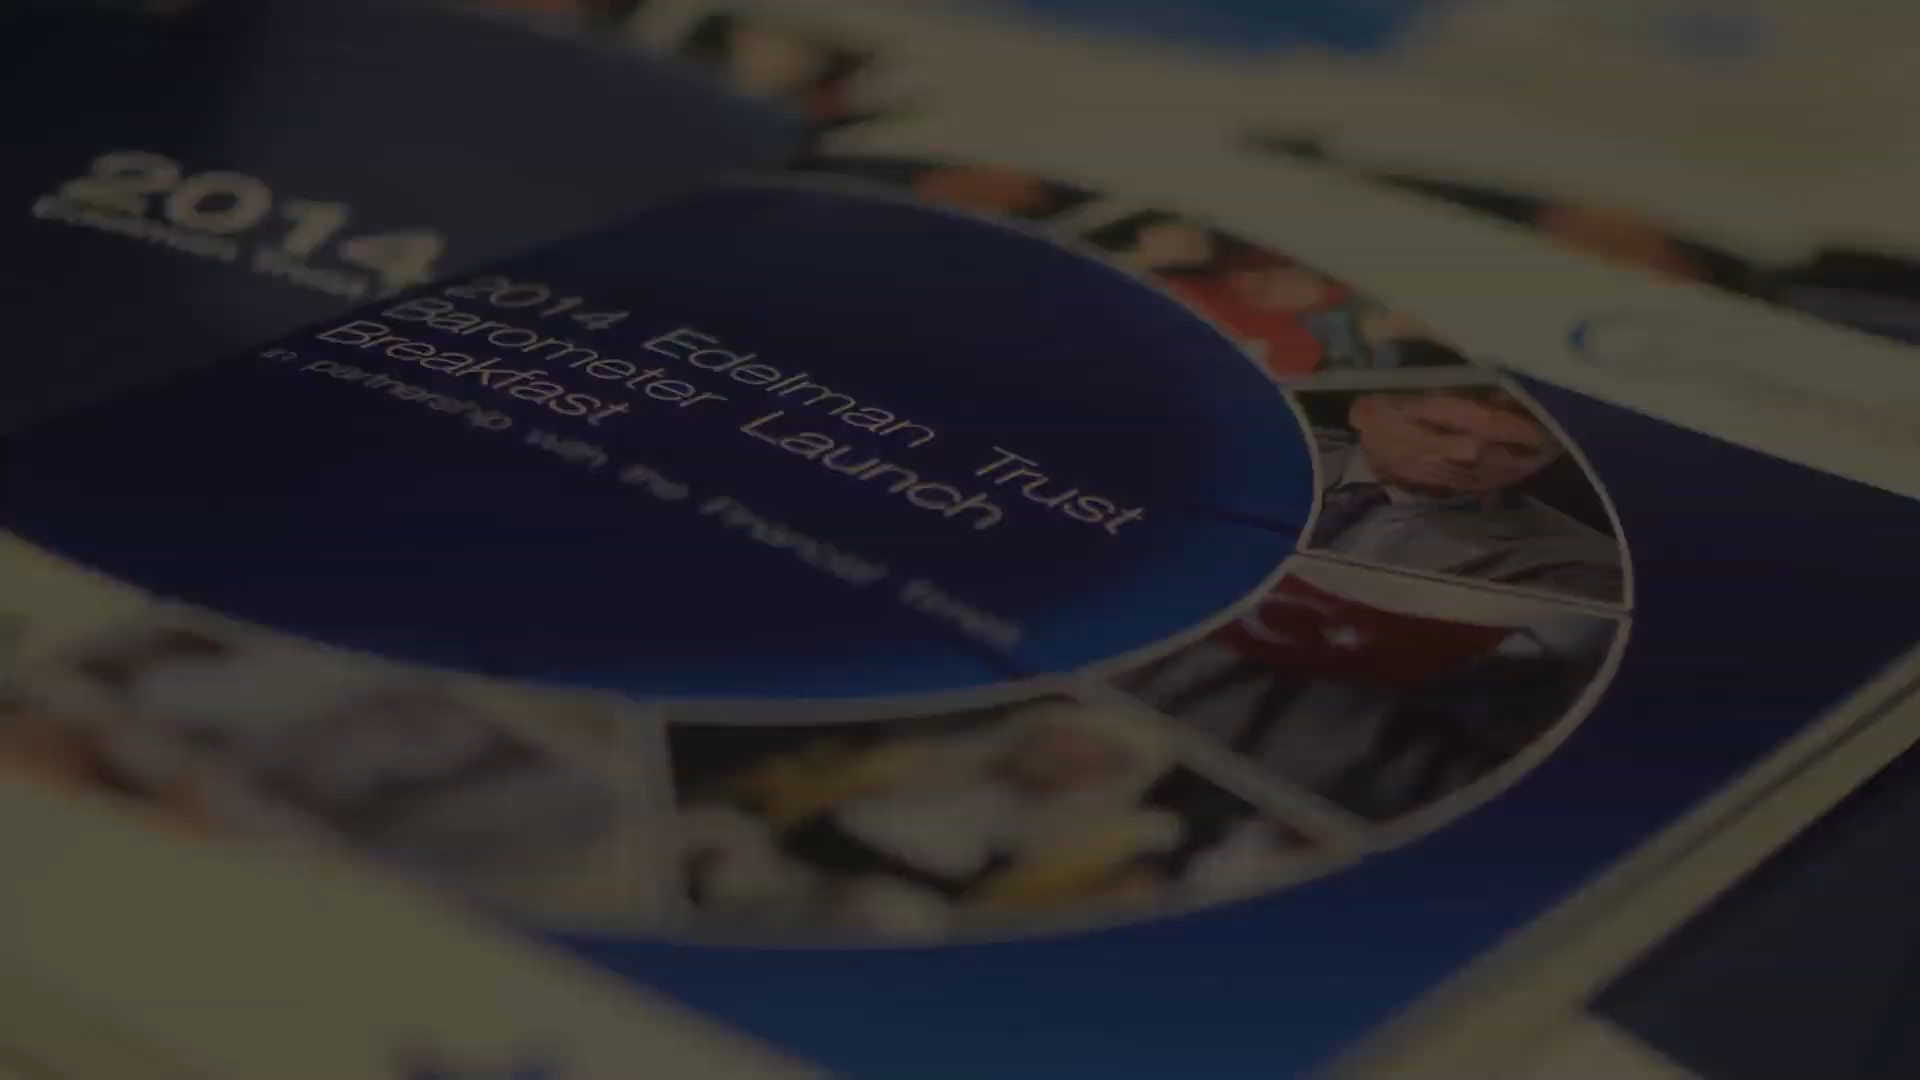 2014
2014 Edelman Trust
Barometer Launch
Breakfast
in partnership with the Financial Times